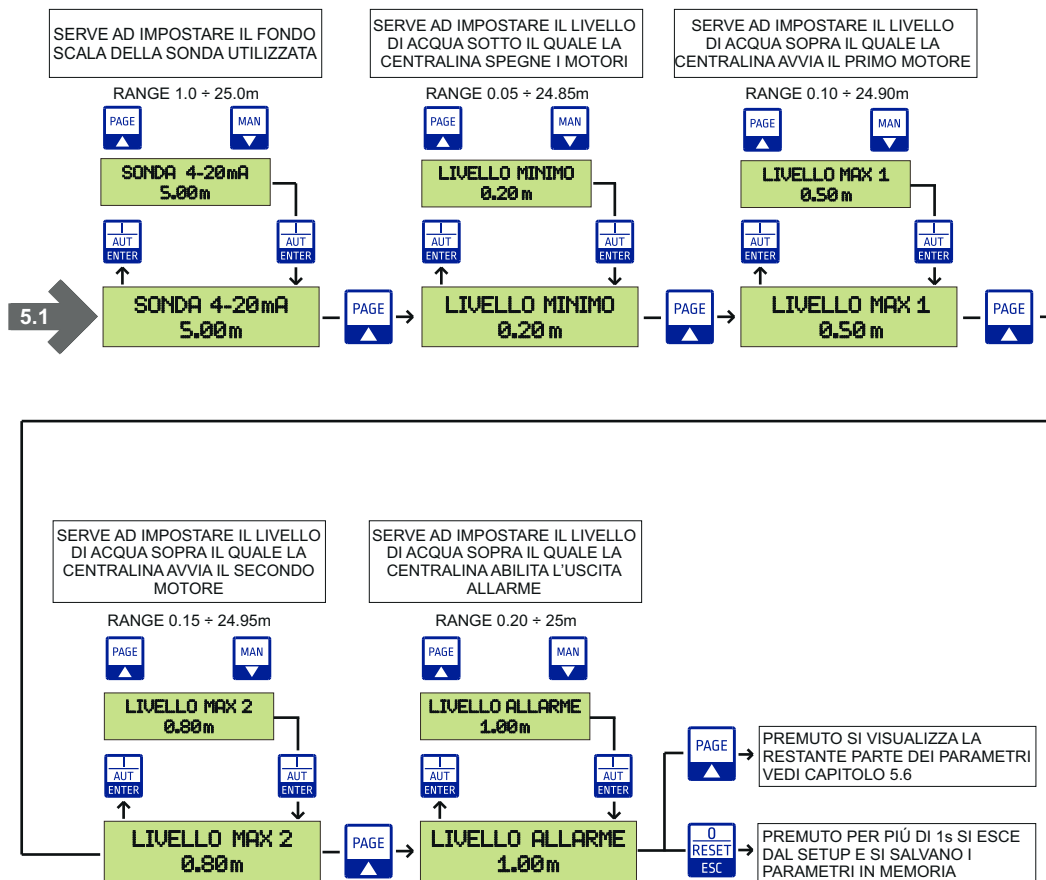 SERVE AD IMPOSTARE IL FONDO
SCALA DELLA SONDA UTILIZZATA
RANGE 1.0 ÷ 25.0m
PAGE
MAN
SONDA 4-20mA
5.00m
AUT
ENTER
AUT
ENTER
5.1
SONDA 4-20mA
5.00m
PAGE
SERVE AD IMPOSTARE IL LIVELLO
DI ACQUA SOTTO IL QUALE LA
CENTRALINA SPEGNE I MOTORI
RANGE 0.05 ÷ 24.85m
PAGE
MAN
LIVELLO MINIMO
0.20 m
I
AUT
ENTER
I
AUT
ENTER
LIVELLO MINIMO
0.20 m
PAGE
SERVE AD IMPOSTARE IL LIVELLO
DI ACQUA SOPRA IL QUALE LA
CENTRALINA AVVIA IL PRIMO MOTORE
RANGE 0.10 ÷ 24.90m
PAGE
MAN
LIVELLO MAX 1
0.50 m
I
AUT
ENTER
I
AUT
ENTER
LIVELLO MAX 1
0.50 m
PAGE
SERVE AD IMPOSTARE IL LIVELLO
DI ACQUA SOPRA IL QUALE LA
CENTRALINA AVVIA IL SECONDO
MOTORE
RANGE 0.15 ÷ 24.95m
PAGE
MAN
LIVELLO MAX 2
0.80m
I
AUT
ENTER
I
AUT
ENTER
LIVELLO MAX 2
0.80m
PAGE
SERVE AD IMPOSTARE IL LIVELLO
DI ACQUA SOPRA IL QUALE LA
CENTRALINA ABILITA L'USCITA
ALLARME
RANGE 0.20 ÷ 25m
PAGE
MAN
LIVELLO ALLARME
1.00m
I
AUT
ENTER
I
AUT
ENTER
LIVELLO ALLARME
1.00m
PAGE
PREMUTO SI VISUALIZZA LA
RESTANTE PARTE DEI PARAMETRI
VEDI CAPITOLO 5.6
0
RESET
ESC
PREMUTO PER PIÚ DI 1s SI ESCE
DAL SETUP E SI SALVANO I
PARAMETRI IN MEMORIA